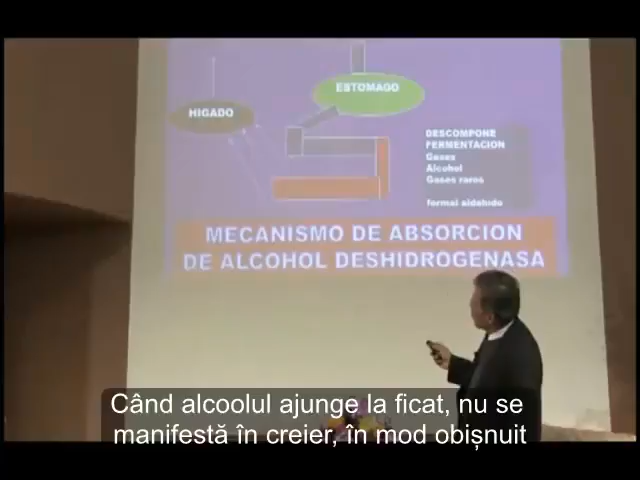 ESTOMAGO
HIGADO
DESCOMPONE
FERMENTACION
Gases
Alcohol
Gases raros
formal aldehido
MECANISMO DE ABSORCION
DE ALCOHOL DESHIDROGENASA
Când alcoolul ajunge la ficat, nu se
manifestă în creier, în mod obișnuit